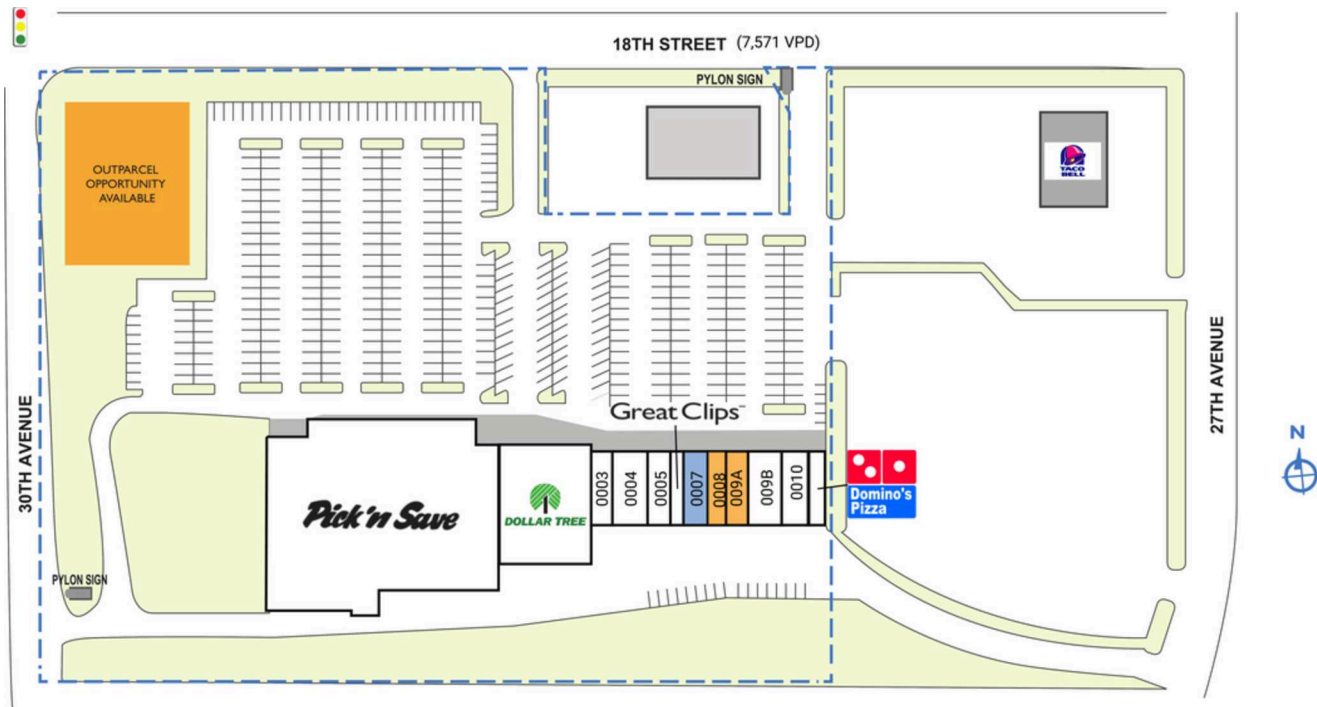 18TH STREET (7,571 VPD)
PYLON SIGN
OUTPARCEL
OPPORTUNITY
AVAILABLE
TACO
BELL
30TH AVENUE
27TH AVENUE
N
Great Clips
Pick 'n Save
DOLLAR TREE
0003
0004
0005
0007
0008
009A
009B
0010
Domino's
Pizza
PYLON SIGN